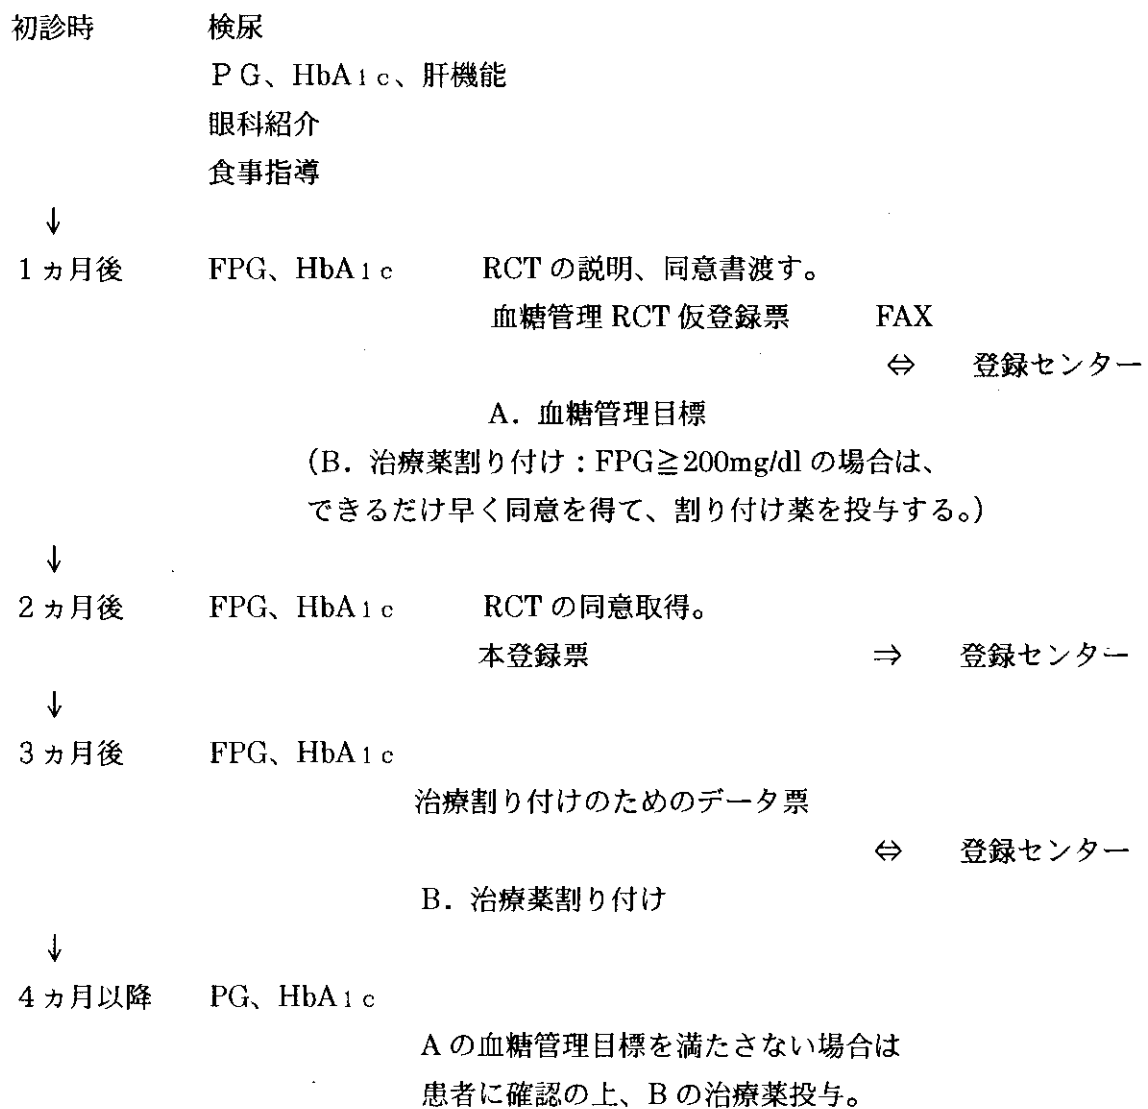 初診時 検尿
ＰＧ、HbA1c、肝機能
眼科紹介
食事指導
↓
1ヵ月後 FPG、HbA1c RCTの説明、同意書渡す。
血糖管理RCT仮登録票 FAX
⇔ 登録センター
A．血糖管理目標
（B．治療薬割り付け：FPG≧200mg/dlの場合は、
できるだけ早く同意を得て、割り付け薬を投与する。）
↓
2ヵ月後 FPG、HbA1c RCTの同意取得。
本登録票 ⇒ 登録センター
↓
3ヵ月後 FPG、HbA1c
治療割り付けのためのデータ票
⇔ 登録センター
B．治療薬割り付け
↓
4ヵ月以降 PG、HbA1c
Aの血糖管理目標を満たさない場合は
患者に確認の上、Bの治療薬投与。